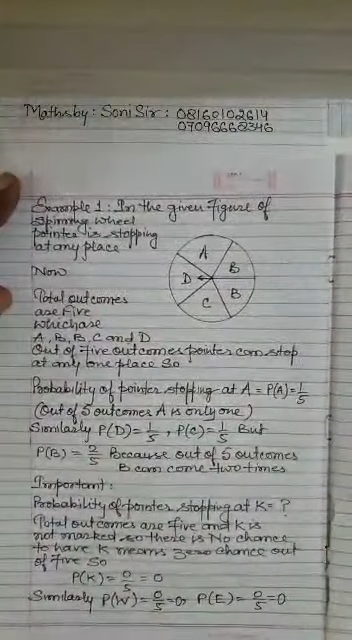 Maths by: Soni Sir: 08160102614
07096662346
Example 1: In the given figure of
spinning wheel
pointer is stopping
at any place
A
B
B
C
D
Now
Total outcomes
are Five
which are
A, B, B, C and D
Out of Five outcomes pointer can stop
at any one place So
Probability of pointer stopping at A = P(A) = 1/5
(Out of 5 outcomes A is only one)
Similarly P(D) = 1/5, P(C) = 1/5 But
P(B) = 2/5 Because out of 5 outcomes
B can come two times
Important:
Probability of pointer stopping at K = ?
Total outcomes are Five and K is
not marked so there is No chance
to have K means zero chance out
of Five So
P(K) = 0/5 = 0
Similarly P(W) = 0/5 = 0, P(E) = 0/5 = 0